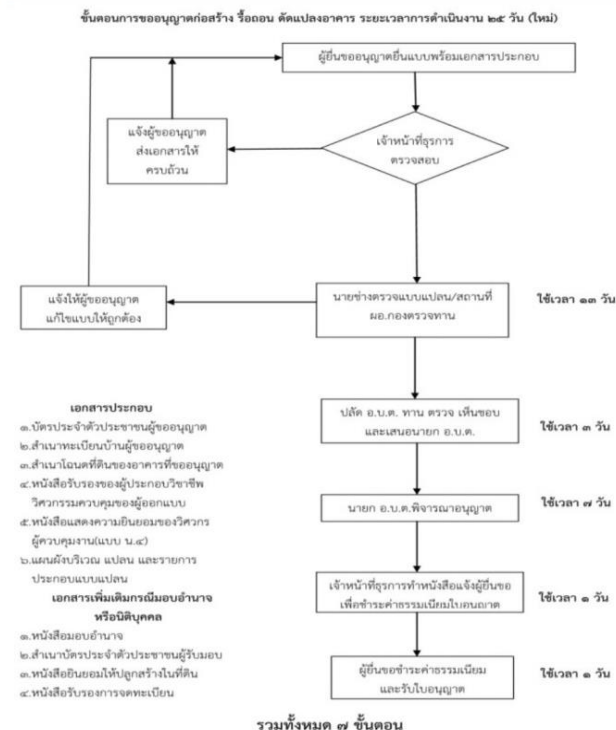 ขั้นตอนการขออนุญาตก่อสร้าง รื้อถอน ดัดแปลงอาคาร ระยะเวลาการดำเนินงาน ๒๕ วัน (ใหม่)
ผู้ยื่นขออนุญาตยื่นแบบพร้อมเอกสารประกอบ
แจ้งผู้ขออนุญาต
ส่งเอกสารให้
ครบถ้วน
เจ้าหน้าที่ธุรการ
ตรวจสอบ
แจ้งให้ผู้ขออนุญาต
แก้ไขแบบให้ถูกต้อง
นายช่างตรวจแบบแปลน/สถานที่
ผอ.กองตรวจทาน
ใช้เวลา ๑๓ วัน
ปลัด อ.บ.ต. ทาน ตรวจ เห็นชอบ
และเสนอนายก อ.บ.ต.
ใช้เวลา ๓ วัน
นายก อ.บ.ต.พิจารณาอนุญาต
ใช้เวลา ๗ วัน
เจ้าหน้าที่ธุรการทำหนังสือแจ้งผู้ยื่นขอ
เพื่อชำระค่าธรรมเนียมใบอนุญาต
ใช้เวลา ๑ วัน
ผู้ยื่นขอชำระค่าธรรมเนียม
และรับใบอนุญาต
ใช้เวลา ๑ วัน
เอกสารประกอบ
๑.บัตรประจำตัวประชาชนผู้ขออนุญาต
๒.สำเนาทะเบียนบ้านผู้ขออนุญาต
๓.สำเนาโฉนดที่ดินของอาคารที่ขออนุญาต
๔.หนังสือรับรองของผู้ประกอบวิชาชีพ
วิศวกรรมควบคุมของผู้ออกแบบ
๕.หนังสือแสดงความยินยอมของวิศวกร
ผู้ควบคุมงาน(แบบ น.๔)
๖.แผนผังบริเวณ แปลน และรายการ
ประกอบแบบแปลน
เอกสารเพิ่มเติมกรณีมอบอำนาจ
หรือนิติบุคคล
๑.หนังสือมอบอำนาจ
๒.สำเนาบัตรประจำตัวประชาชนผู้รับมอบ
๓.หนังสือยินยอมให้ปลูกสร้างในที่ดิน
๔.หนังสือรับรองการจดทะเบียน
รวมทั้งหมด ๗ ขั้นตอน